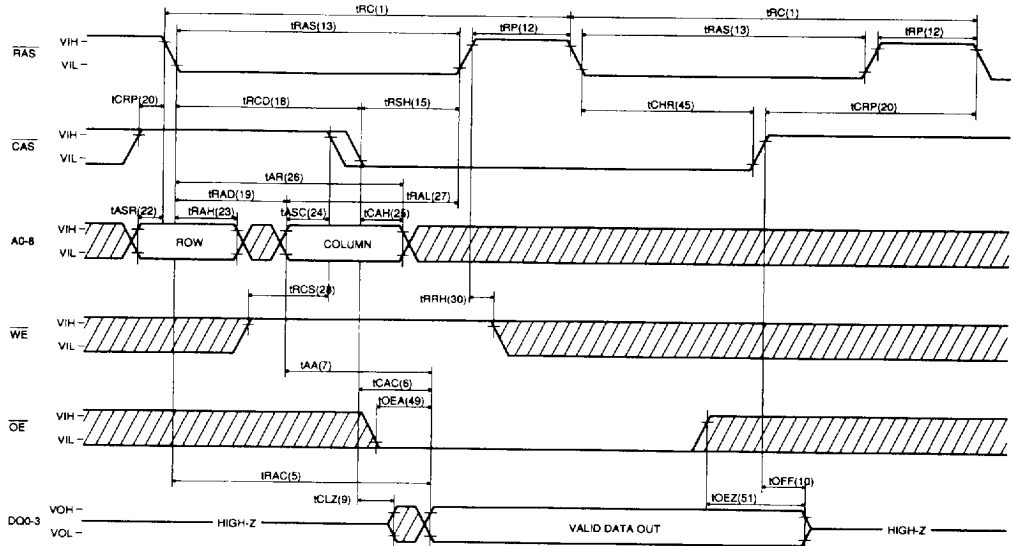 tRC(1) tRC(1)
tRAS(13) tRP(12) tRAS(13) tRP(12)
RAS VIH VIL
tCRP(20) tRCD(18) tRSH(15) tCHR(45) tCRP(20)
CAS VIH VIL
tAR(26)
tRAD(19) tRAL(27)
tASR(22) tRAH(23) tASC(24) tCAH(25)
A0-8 VIH VIL ROW COLUMN
tRCS(28) tRRH(30)
WE VIH VIL
tAA(7)
tCAC(6)
tOEA(49)
OE VIH VIL
tRAC(5) tOFF(10)
tCLZ(9) tOEZ(51)
DQ0-3 VOH VOL HIGH-Z VALID DATA OUT HIGH-Z